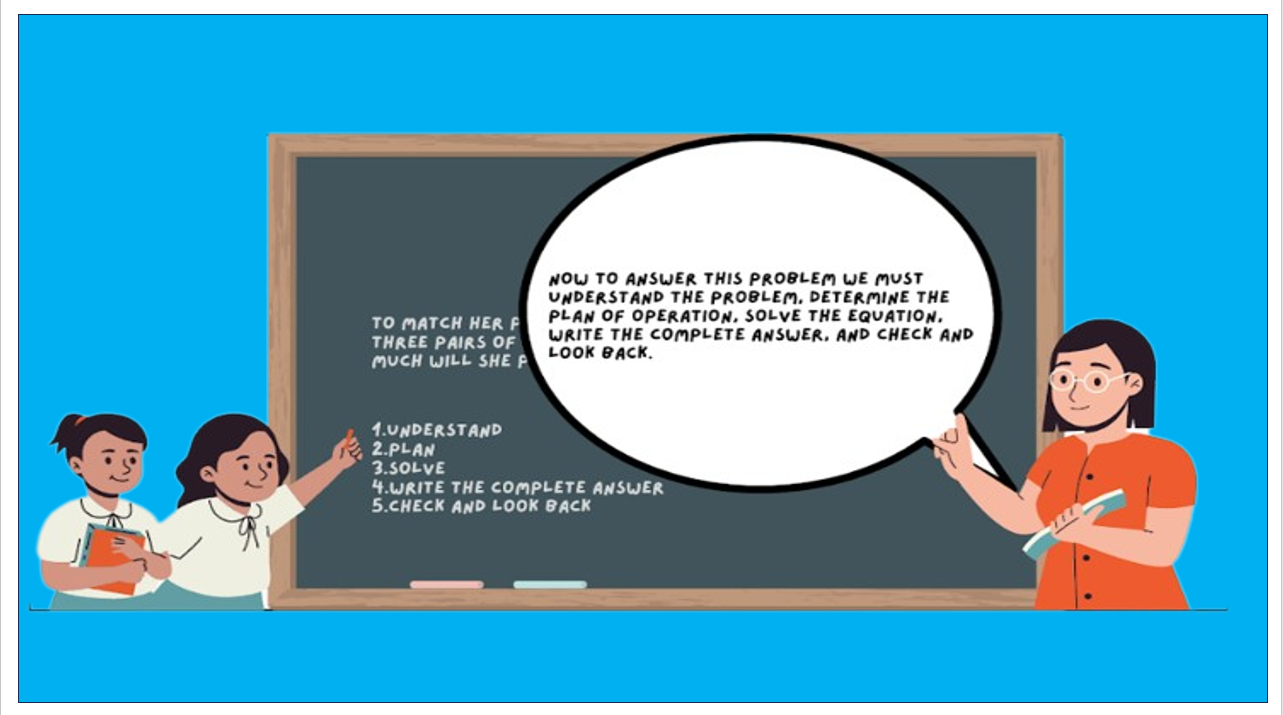 NOW TO ANSWER THIS PROBLEM WE MUST
UNDERSTAND THE PROBLEM, DETERMINE THE
PLAN OF OPERATION, SOLVE THE EQUATION,
WRITE THE COMPLETE ANSWER, AND CHECK AND
LOOK BACK.
TO MATCH HER
THREE PAIRS OF
MUCH WILL SHE
1.UNDERSTAND
2.PLAN
3.SOLVE
4.WRITE THE COMPLETE ANSWER
5.CHECK AND LOOK BACK